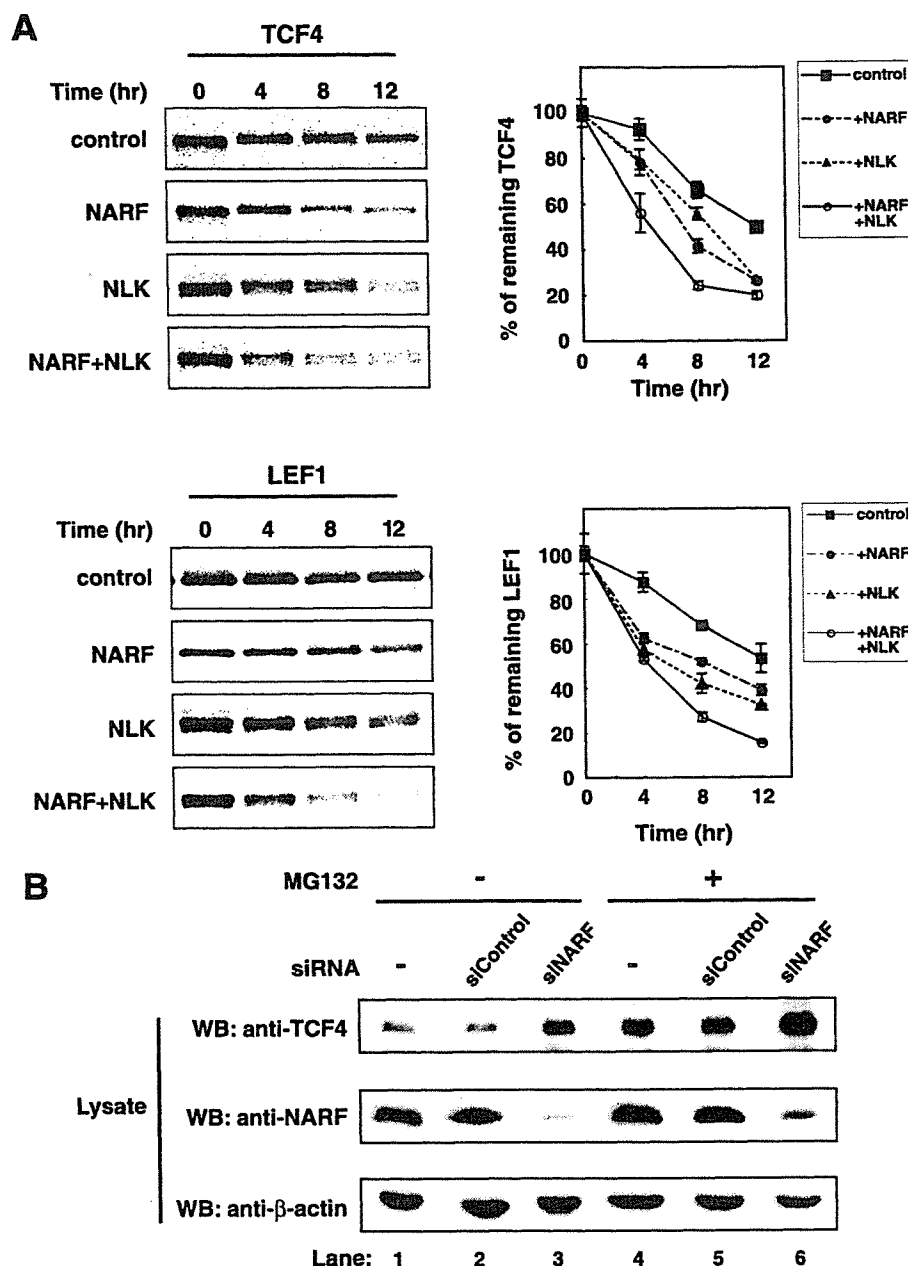 A
TCF4
Time (hr) 0 4 8 12
control
NARF
NLK
NARF+NLK
% of remaining TCF4
100
80
60
40
20
0
0 4 8 12
Time (hr)
control
+NARF
+NLK
+NARF
+NLK
LEF1
Time (hr) 0 4 8 12
control
NARF
NLK
NARF+NLK
% of remaining LEF1
100
80
60
40
20
0
0 4 8 12
Time (hr)
control
+NARF
+NLK
+NARF
+NLK
B
MG132 - +
siRNA - siControl siNARF - siControl siNARF
Lysate
WB: anti-TCF4
WB: anti-NARF
WB: anti-β-actin
Lane: 1 2 3 4 5 6